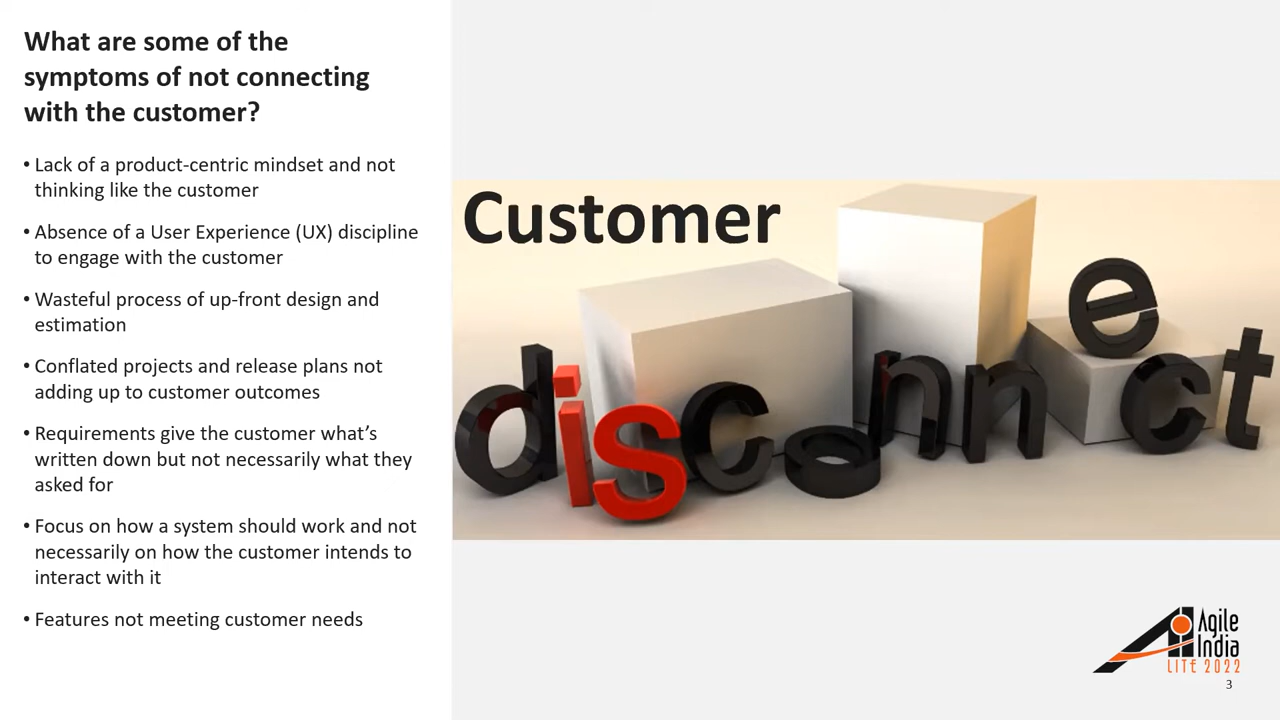 What are some of the
symptoms of not connecting
with the customer?
• Lack of a product-centric mindset and not
thinking like the customer
• Absence of a User Experience (UX) discipline
to engage with the customer
• Wasteful process of up-front design and
estimation
• Conflated projects and release plans not
adding up to customer outcomes
• Requirements give the customer what’s
written down but not necessarily what they
asked for
• Focus on how a system should work and not
necessarily on how the customer intends to
interact with it
• Features not meeting customer needs
Customer
disconnect
Agile
India
LITE 2022
3